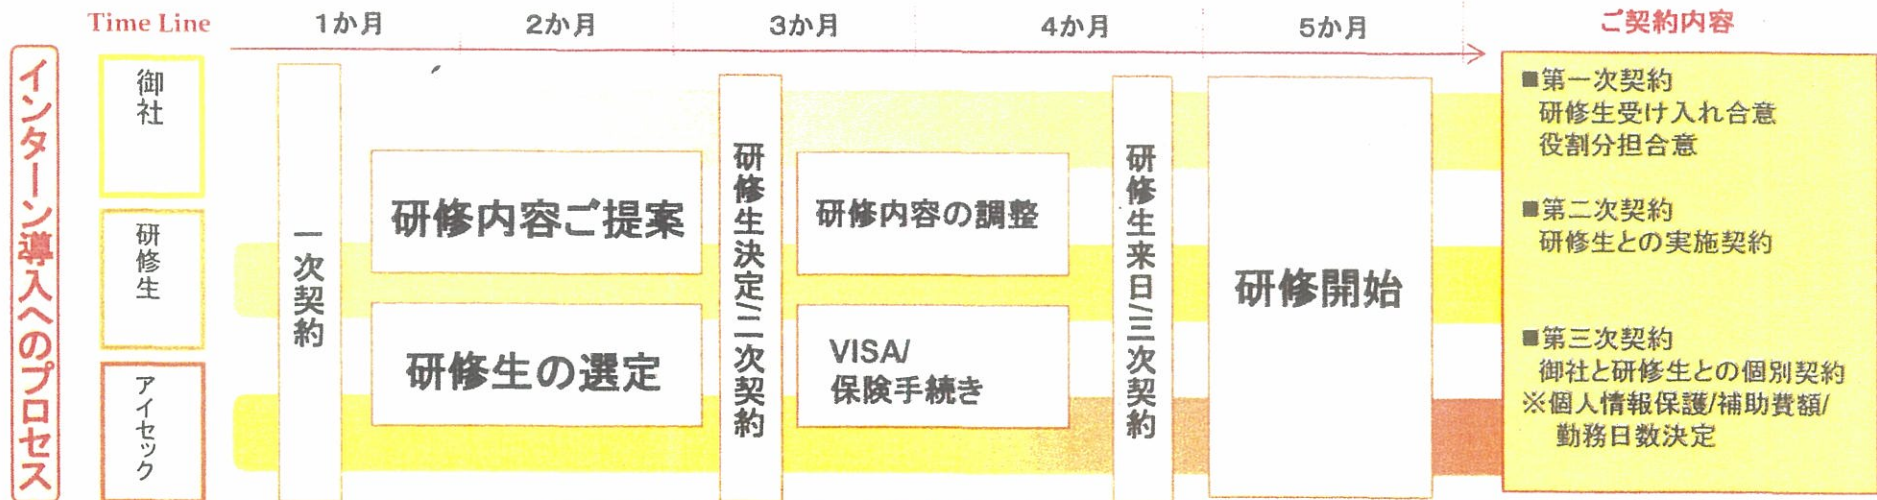 Time Line
1か月
2か月
3か月
4か月
5か月
ご契約内容
インターン導入へのプロセス
御社
研修生
アイセック
一次契約
研修内容ご提案
研修生の選定
研修生決定/二次契約
研修内容の調整
VISA/
保険手続き
研修生来日/三次契約
研修開始
■第一次契約
研修生受け入れ合意
役割分担合意
■第二次契約
研修生との実施契約
■第三次契約
御社と研修生との個別契約
※個人情報保護/補助費額/
勤務日数決定